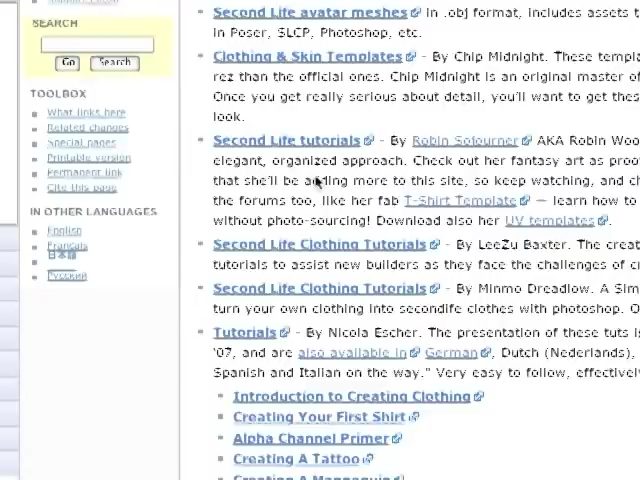 SEARCH
Go Search
TOOLBOX
What links here
Related changes
Special pages
Printable version
Permanent link
Cite this page
IN OTHER LANGUAGES
English
Français
日本語
Русский
Second Life avatar meshes - in .obj format, includes assets t
in Poser, SLCP, Photoshop, etc.
Clothing & Skin Templates - By Chip Midnight. These templa
rez than the official ones. Chip Midnight is an original master of
Once you get really serious about detail, you'll want to get thes
look.
Second Life tutorials - By Robin Sojourner AKA Robin Woo
elegant, organized approach. Check out her fantasy art as proo
that she'll be adding more to this site, so keep watching, and ch
the forums too, like her fab T-Shirt Template — learn how to
without photo-sourcing! Download also her UV templates.
Second Life Clothing Tutorials - By LeeZu Baxter. The creat
tutorials to assist new builders as they face the challenges of cr
Second Life Clothing Tutorials - By Minmo Dreadlow. A Sim
turn your own clothing into secondlife clothes with photoshop. O
Tutorials - By Nicola Escher. The presentation of these tuts is
'07, and are also available in German, Dutch (Nederlands),
Spanish and Italian on the way." Very easy to follow, effectivel
Introduction to Creating Clothing
Creating Your First Shirt
Alpha Channel Primer
Creating A Tattoo
Creating A Mannequin